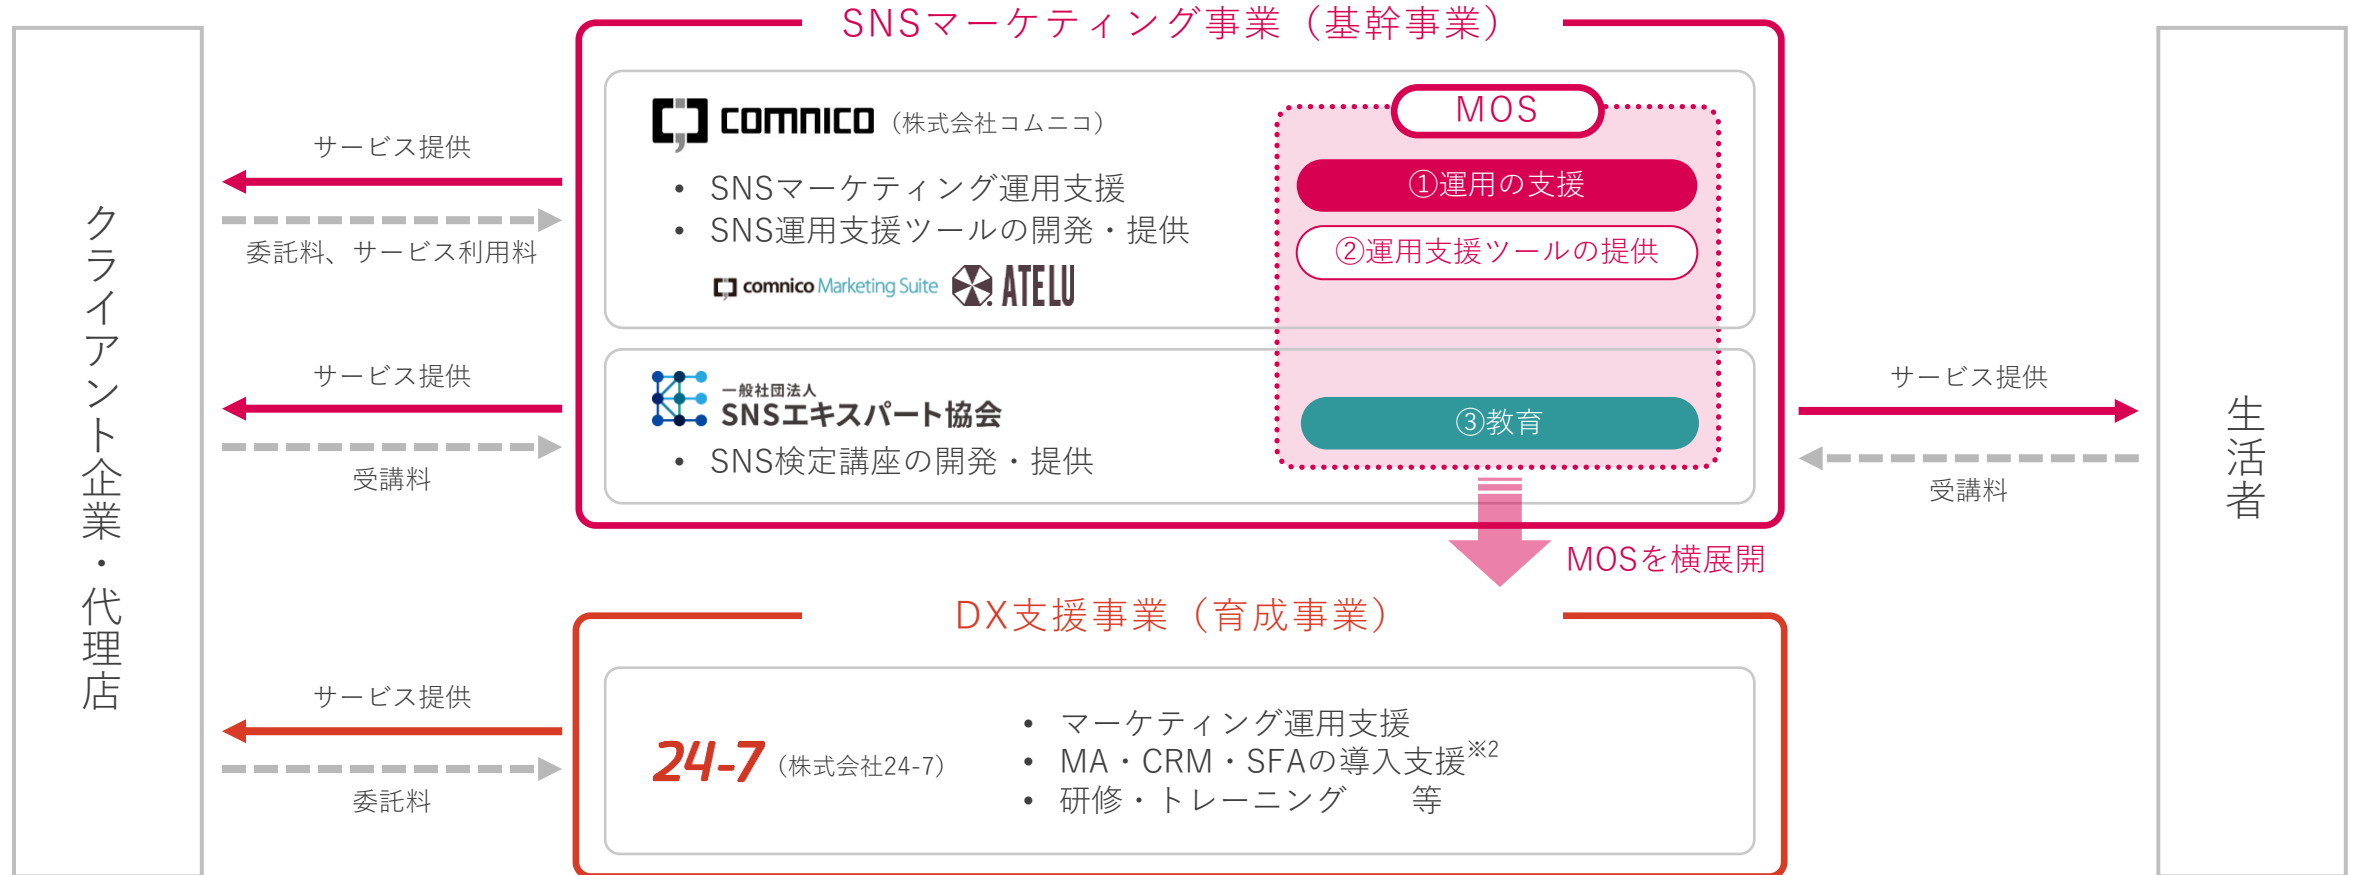 クライアント企業・代理店
サービス提供
委託料、サービス利用料
サービス提供
受講料
サービス提供
委託料
SNSマーケティング事業（基幹事業）
comnico（株式会社コムニコ）
• SNSマーケティング運用支援
• SNS運用支援ツールの開発・提供
comnico Marketing Suite ATELU
MOS
①運用の支援
②運用支援ツールの提供
一般社団法人
SNSエキスパート協会
• SNS検定講座の開発・提供
③教育
MOSを横展開
DX支援事業（育成事業）
24-7（株式会社24-7）
• マーケティング運用支援
• MA・CRM・SFAの導入支援※2
• 研修・トレーニング　　等
サービス提供
受講料
生活者